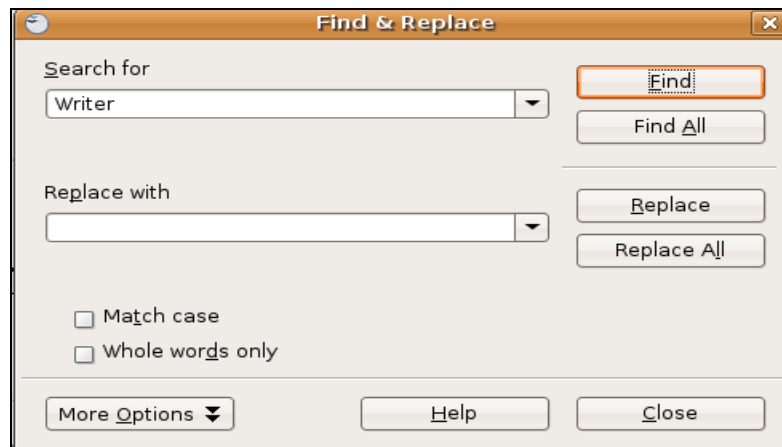 Find & Replace
Search for
Writer
Find
Find All
Replace with
Replace
Replace All
Match case
Whole words only
More Options
Help
Close